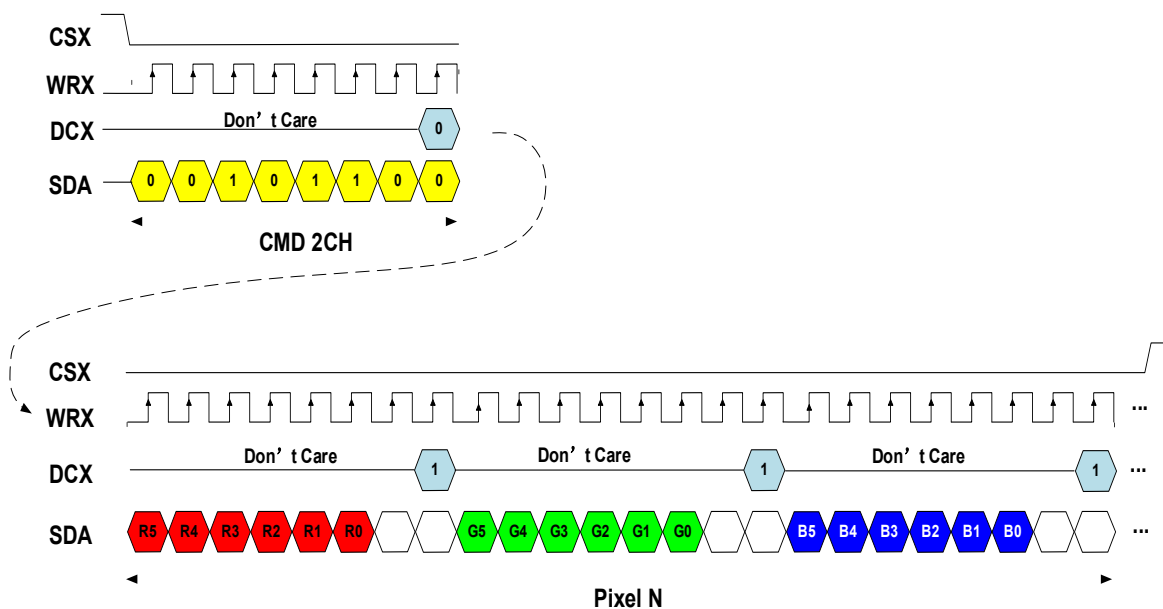 CSX
WRX
DCX Don’t Care 0
SDA 0 0 1 0 1 1 0 0
CMD 2CH
CSX
WRX ...
DCX Don’t Care 1 Don’t Care 1 Don’t Care 1 ...
SDA R5 R4 R3 R2 R1 R0 G5 G4 G3 G2 G1 G0 B5 B4 B3 B2 B1 B0 ...
Pixel N